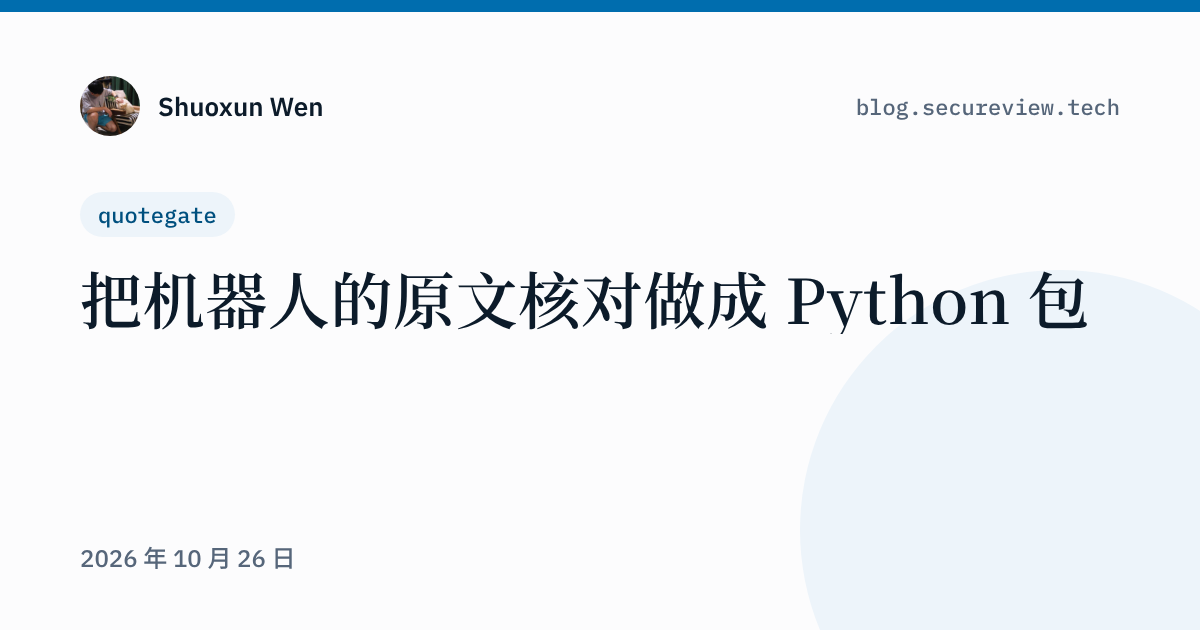 Shuoxun Wen
blog.secureview.tech
quotegate
把机器人的原文核对做成 Python 包
2026 年 10 月 26 日